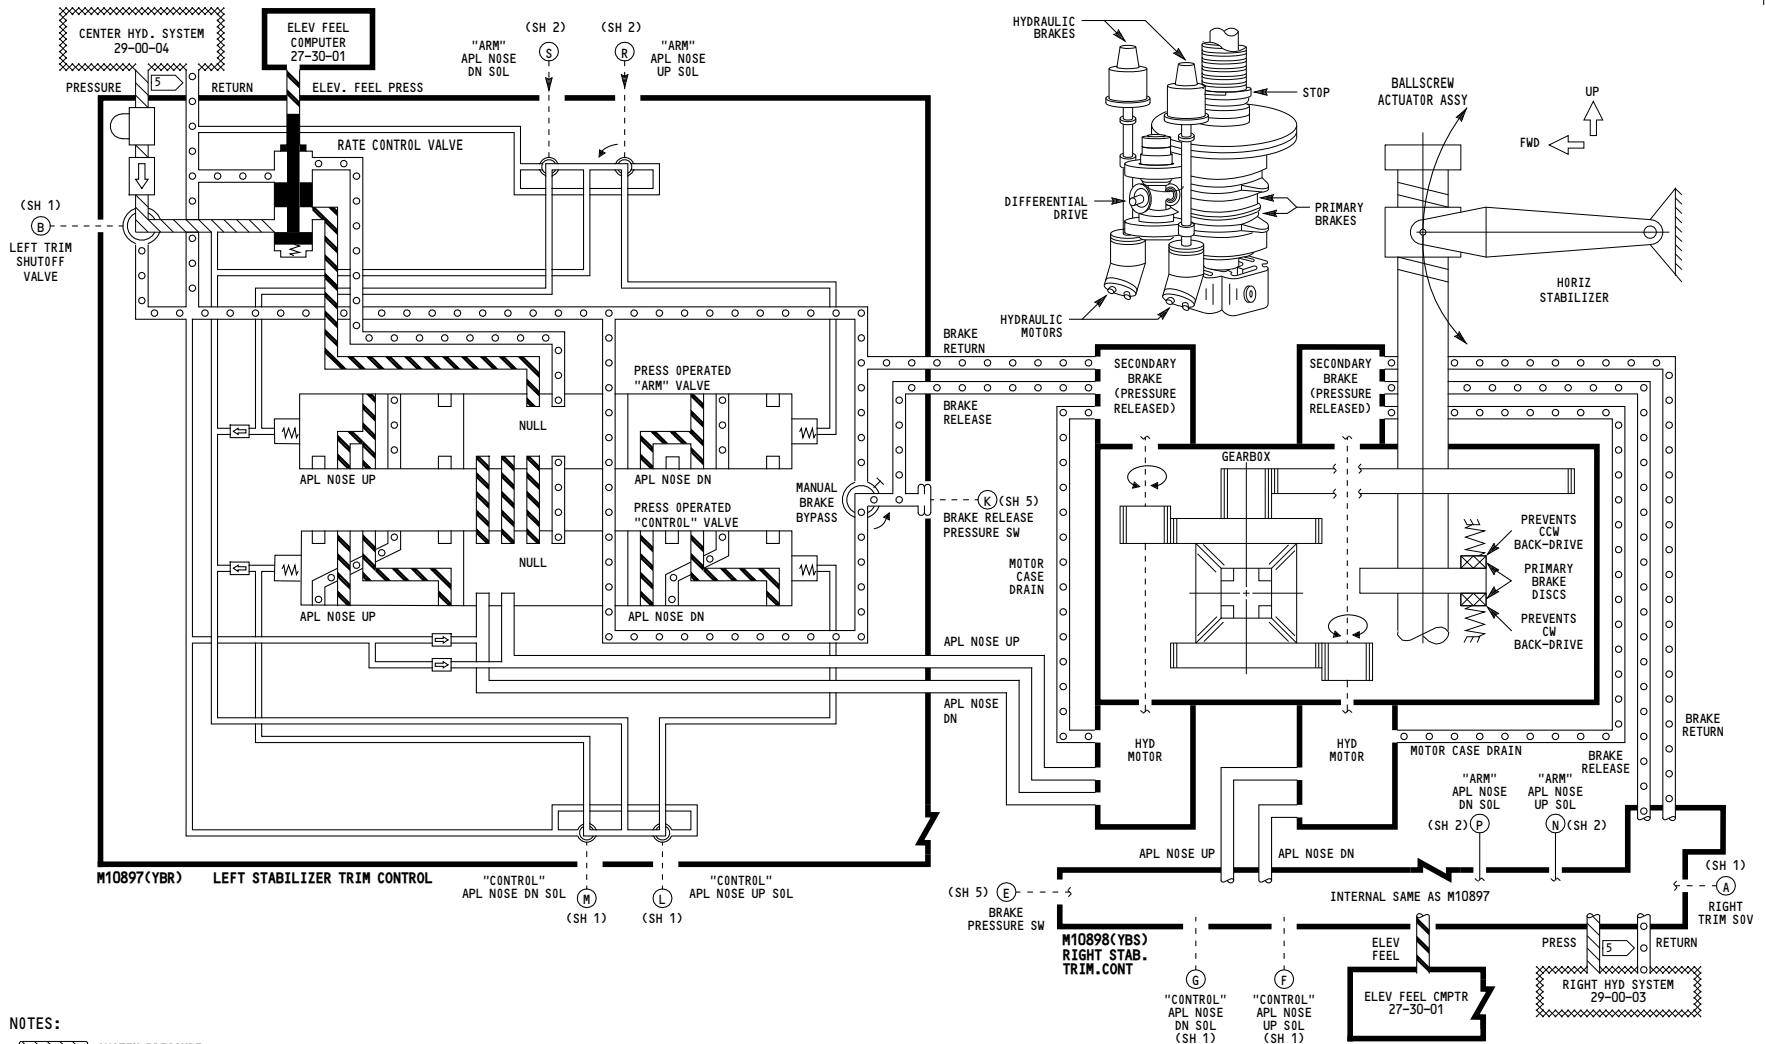 CENTER HYD. SYSTEM
29-00-04
ELEV FEEL
COMPUTER
27-30-01
PRESSURE
5
RETURN
ELEV. FEEL PRESS
(SH 2)
S
"ARM"
APL NOSE
DN SOL
(SH 2)
R
"ARM"
APL NOSE
UP SOL
RATE CONTROL VALVE
(SH 1)
B
LEFT TRIM
SHUTOFF
VALVE
HYDRAULIC
BRAKES
STOP
DIFFERENTIAL
DRIVE
PRIMARY
BRAKES
HYDRAULIC
MOTORS
BALLSCREW
ACTUATOR ASSY
UP
FWD
HORIZ
STABILIZER
PRESS OPERATED
"ARM" VALVE
NULL
APL NOSE UP
APL NOSE DN
PRESS OPERATED
"CONTROL" VALVE
NULL
APL NOSE UP
APL NOSE DN
MANUAL
BRAKE
BYPASS
BRAKE
RETURN
BRAKE
RELEASE
K
(SH 5)
BRAKE RELEASE
PRESSURE SW
SECONDARY
BRAKE
(PRESSURE
RELEASED)
SECONDARY
BRAKE
(PRESSURE
RELEASED)
GEARBOX
MOTOR
CASE
DRAIN
PREVENTS
CCW
BACK-DRIVE
PRIMARY
BRAKE
DISCS
PREVENTS
CW
BACK-DRIVE
APL NOSE UP
APL NOSE
DN
HYD
MOTOR
HYD
MOTOR
MOTOR CASE DRAIN
BRAKE
RELEASE
BRAKE
RETURN
"ARM"
APL NOSE
DN SOL
(SH 2)
P
"ARM"
APL NOSE
UP SOL
N
(SH 2)
M10897(YBR)
LEFT STABILIZER TRIM CONTROL
"CONTROL"
APL NOSE DN SOL
M
(SH 1)
L
(SH 1)
"CONTROL"
APL NOSE UP SOL
APL NOSE UP
APL NOSE DN
(SH 5)
E
BRAKE
PRESSURE SW
INTERNAL SAME AS M10897
(SH 1)
A
RIGHT
TRIM SOV
M10898(YBS)
RIGHT STAB.
TRIM.CONT
G
"CONTROL"
APL NOSE
DN SOL
(SH 1)
F
"CONTROL"
APL NOSE
UP SOL
(SH 1)
ELEV
FEEL
ELEV FEEL CMPTR
27-30-01
PRESS
5
RETURN
RIGHT HYD SYSTEM
29-00-03
NOTES: